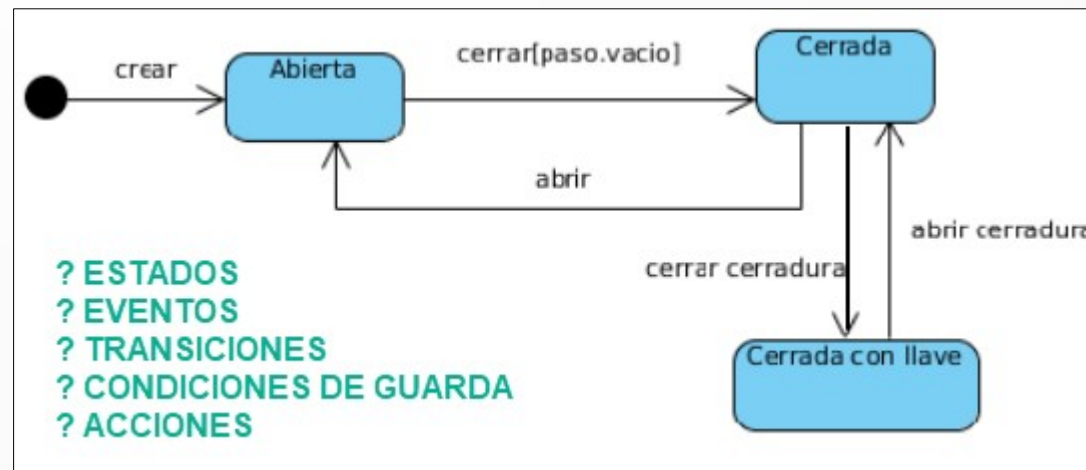 crear
Abierta
cerrar[paso.vacio]
Cerrada
abrir
abrir cerradura
cerrar cerradura
Cerrada con llave
? ESTADOS
? EVENTOS
? TRANSICIONES
? CONDICIONES DE GUARDA
? ACCIONES